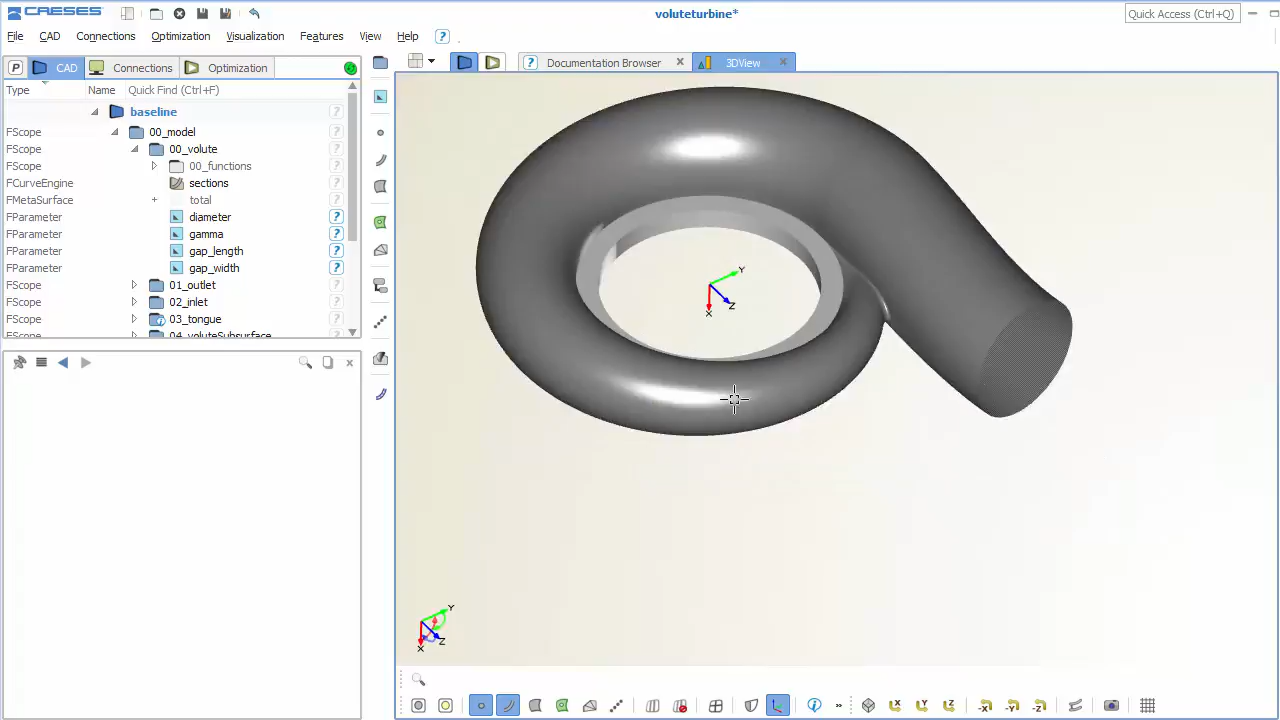 CAESES
voluteturbine*
Quick Access (Ctrl+Q)
File CAD Connections Optimization Visualization Features View Help ?
P CAD Connections Optimization
? Documentation Browser 3DView
Type Name Quick Find (Ctrl+F)
baseline ?
FScope 00_model ?
FScope 00_volute ?
FScope 00_functions ?
FCurveEngine sections ?
FMetaSurface total ?
FParameter diameter ?
FParameter gamma ?
FParameter gap_length ?
FParameter gap_width ?
FScope 01_outlet ?
FScope 02_inlet ?
FScope 03_tongue ?
FScope 04_voluteSubsurface ?
Y
Z
X
Y
Z
X
X Y Z -X -Y -Z